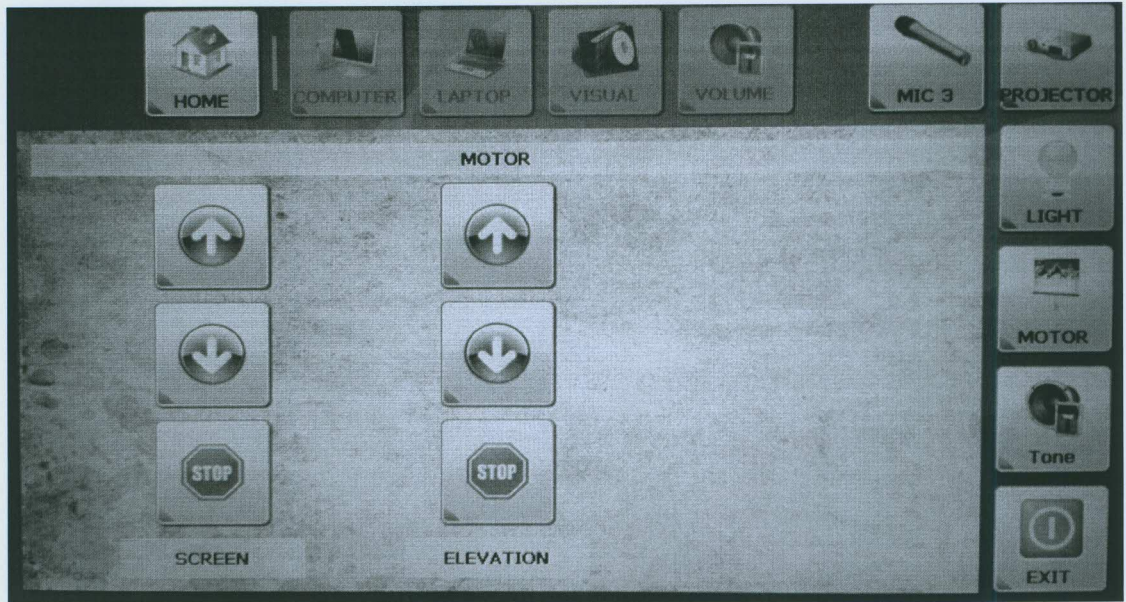 HOME
COMPUTER
LAPTOP
VISUAL
VOLUME
MIC 3
PROJECTOR
MOTOR
LIGHT
MOTOR
Tone
STOP
STOP
SCREEN
ELEVATION
EXIT